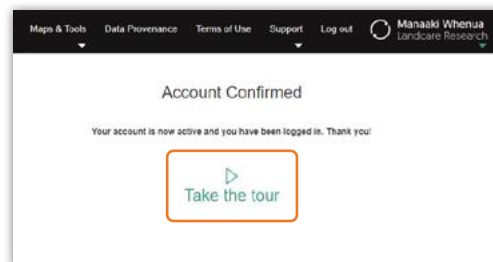 Maps & Tools Data Provenance Terms of Use Support Log out Manaaki Whenua
Landcare Research
Account Confirmed
Your account is now active and you have been logged in. Thank you!
Take the tour